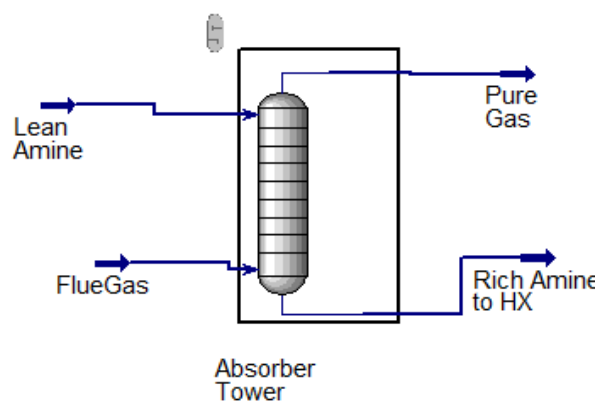 Lean
Amine
Pure
Gas
FlueGas
Rich Amine
to HX
Absorber
Tower